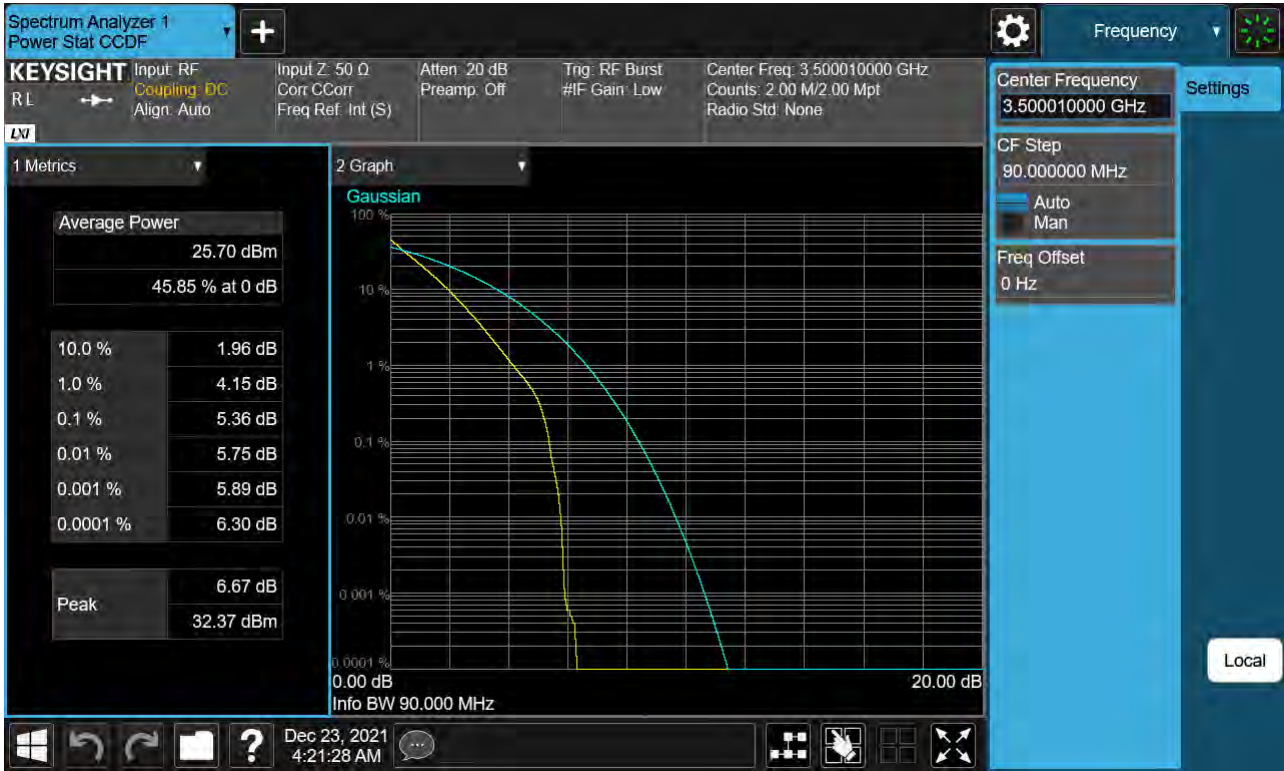 Spectrum Analyzer 1
Power Stat CCDF
Frequency
KEYSIGHT
R L
LXI
Input: RF
Coupling: DC
Align: Auto
Input Z: 50 Ω
Corr CCorr
Freq Ref: Int (S)
Atten: 20 dB
Preamp: Off
Trig: RF Burst
#IF Gain: Low
Center Freq: 3.500010000 GHz
Counts: 2.00 M/2.00 Mpt
Radio Std: None
1 Metrics
Average Power
25.70 dBm
45.85 % at 0 dB
10.0 % 1.96 dB
1.0 % 4.15 dB
0.1 % 5.36 dB
0.01 % 5.75 dB
0.001 % 5.89 dB
0.0001 % 6.30 dB
Peak
6.67 dB
32.37 dBm
2 Graph
Gaussian
100 %
10 %
1 %
0.1 %
0.01 %
0.001 %
0.0001 %
0.00 dB 20.00 dB
Info BW 90.000 MHz
Center Frequency
3.500010000 GHz
CF Step
90.000000 MHz
Auto
Man
Freq Offset
0 Hz
Settings
Local
?
Dec 23, 2021
4:21:28 AM